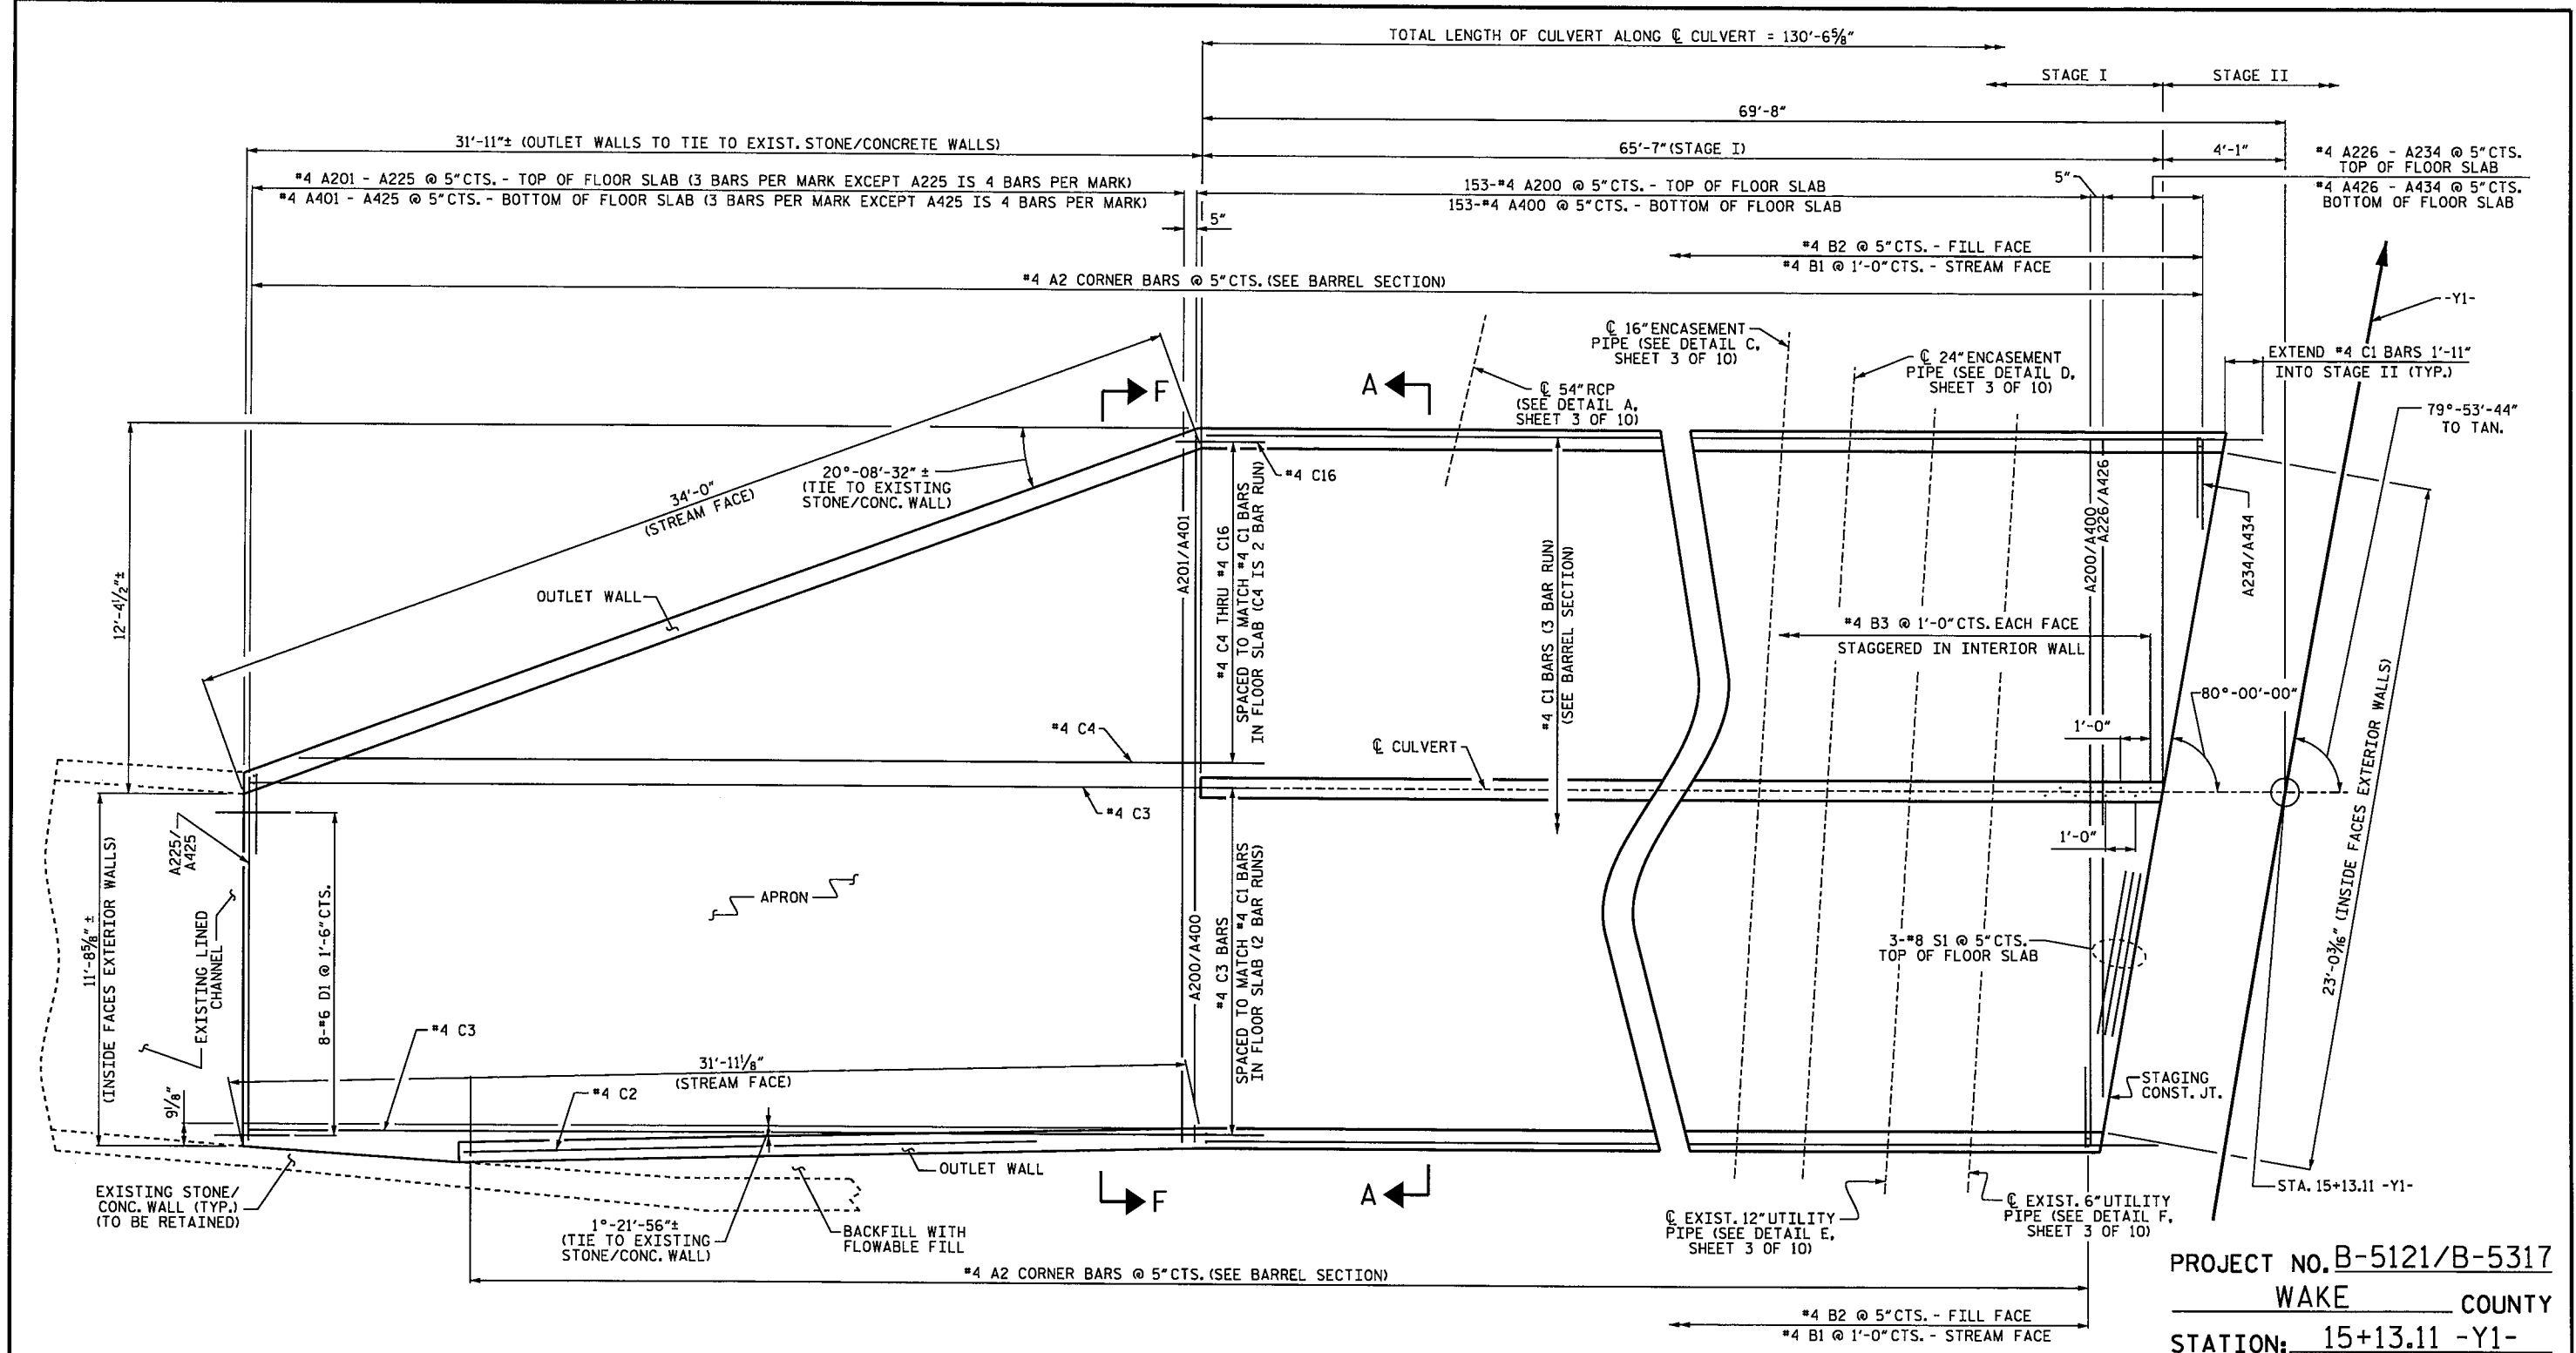 TOTAL LENGTH OF CULVERT ALONG ℄ CULVERT = 130'-6⅝"
STAGE I
STAGE II
69'-8"
31'-11"± (OUTLET WALLS TO TIE TO EXIST. STONE/CONCRETE WALLS)
65'-7" (STAGE I)
4'-1"
#4 A226 - A234 @ 5" CTS.
TOP OF FLOOR SLAB
#4 A426 - A434 @ 5" CTS.
BOTTOM OF FLOOR SLAB
#4 A201 - A225 @ 5" CTS. - TOP OF FLOOR SLAB (3 BARS PER MARK EXCEPT A225 IS 4 BARS PER MARK)
#4 A401 - A425 @ 5" CTS. - BOTTOM OF FLOOR SLAB (3 BARS PER MARK EXCEPT A425 IS 4 BARS PER MARK)
153-#4 A200 @ 5" CTS. - TOP OF FLOOR SLAB
153-#4 A400 @ 5" CTS. - BOTTOM OF FLOOR SLAB
5"
5"
#4 B2 @ 5" CTS. - FILL FACE
#4 B1 @ 1'-0" CTS. - STREAM FACE
#4 A2 CORNER BARS @ 5" CTS. (SEE BARREL SECTION)
-Y1-
℄ 16" ENCASEMENT
PIPE (SEE DETAIL C,
SHEET 3 OF 10)
℄ 24" ENCASEMENT
PIPE (SEE DETAIL D,
SHEET 3 OF 10)
EXTEND #4 C1 BARS 1'-11"
INTO STAGE II (TYP.)
F
A
℄ 54" RCP
(SEE DETAIL A,
SHEET 3 OF 10)
79°-53'-44"
TO TAN.
20°-08'-32" ±
(TIE TO EXISTING
STONE/CONC. WALL)
34'-0"
(STREAM FACE)
#4 C16
A201/A401
#4 C4 THRU #4 C16
SPACED TO MATCH #4 C1 BARS
IN FLOOR SLAB (C4 IS 2 BAR RUN)
#4 C1 BARS (3 BAR RUN)
(SEE BARREL SECTION)
A200/A400
A226/A426
A234/A434
12'-4½"±
OUTLET WALL
#4 B3 @ 1'-0" CTS. EACH FACE
STAGGERED IN INTERIOR WALL
80°-00'-00"
1'-0"
#4 C4
℄ CULVERT
#4 C3
1'-0"
A225/
A425
11'-8⅝" ±
(INSIDE FACES EXTERIOR WALLS)
EXISTING LINED
CHANNEL
8-#6 D1 @ 1'-6" CTS.
APRON
A200/A400
#4 C3 BARS
SPACED TO MATCH #4 C1 BARS
IN FLOOR SLAB (2 BAR RUNS)
3-#8 S1 @ 5" CTS.
TOP OF FLOOR SLAB
23'-0³⁄₁₆" (INSIDE FACES EXTERIOR WALLS)
#4 C3
31'-11⅛"
(STREAM FACE)
9⅛"
#4 C2
STAGING
CONST. JT.
OUTLET WALL
EXISTING STONE/
CONC. WALL (TYP.)
(TO BE RETAINED)
1°-21'-56"±
(TIE TO EXISTING
STONE/CONC. WALL)
BACKFILL WITH
FLOWABLE FILL
F
A
℄ EXIST. 12" UTILITY
PIPE (SEE DETAIL E,
SHEET 3 OF 10)
℄ EXIST. 6" UTILITY
PIPE (SEE DETAIL F,
SHEET 3 OF 10)
STA. 15+13.11 -Y1-
#4 A2 CORNER BARS @ 5" CTS. (SEE BARREL SECTION)
#4 B2 @ 5" CTS. - FILL FACE
#4 B1 @ 1'-0" CTS. - STREAM FACE
PROJECT NO. B-5121/B-5317
WAKE COUNTY
STATION: 15+13.11 -Y1-